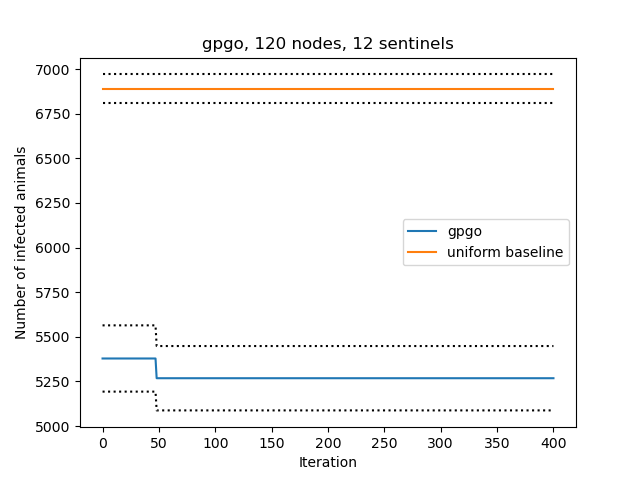 gpgo, 120 nodes, 12 sentinels
7000
6750
6500
6250
6000
5750
5500
5250
5000
Number of infected animals
gpgo
uniform baseline
0 50 100 150 200 250 300 350 400
Iteration